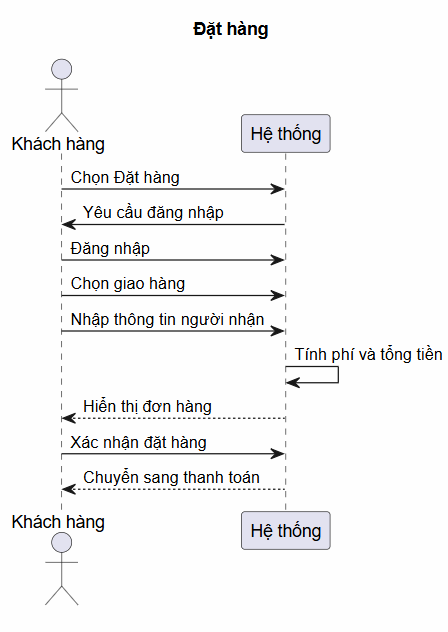 Đặt hàng
Khách hàng
Hệ thống
Chọn Đặt hàng
Yêu cầu đăng nhập
Đăng nhập
Chọn giao hàng
Nhập thông tin người nhận
Tính phí và tổng tiền
Hiển thị đơn hàng
Xác nhận đặt hàng
Chuyển sang thanh toán
Khách hàng
Hệ thống